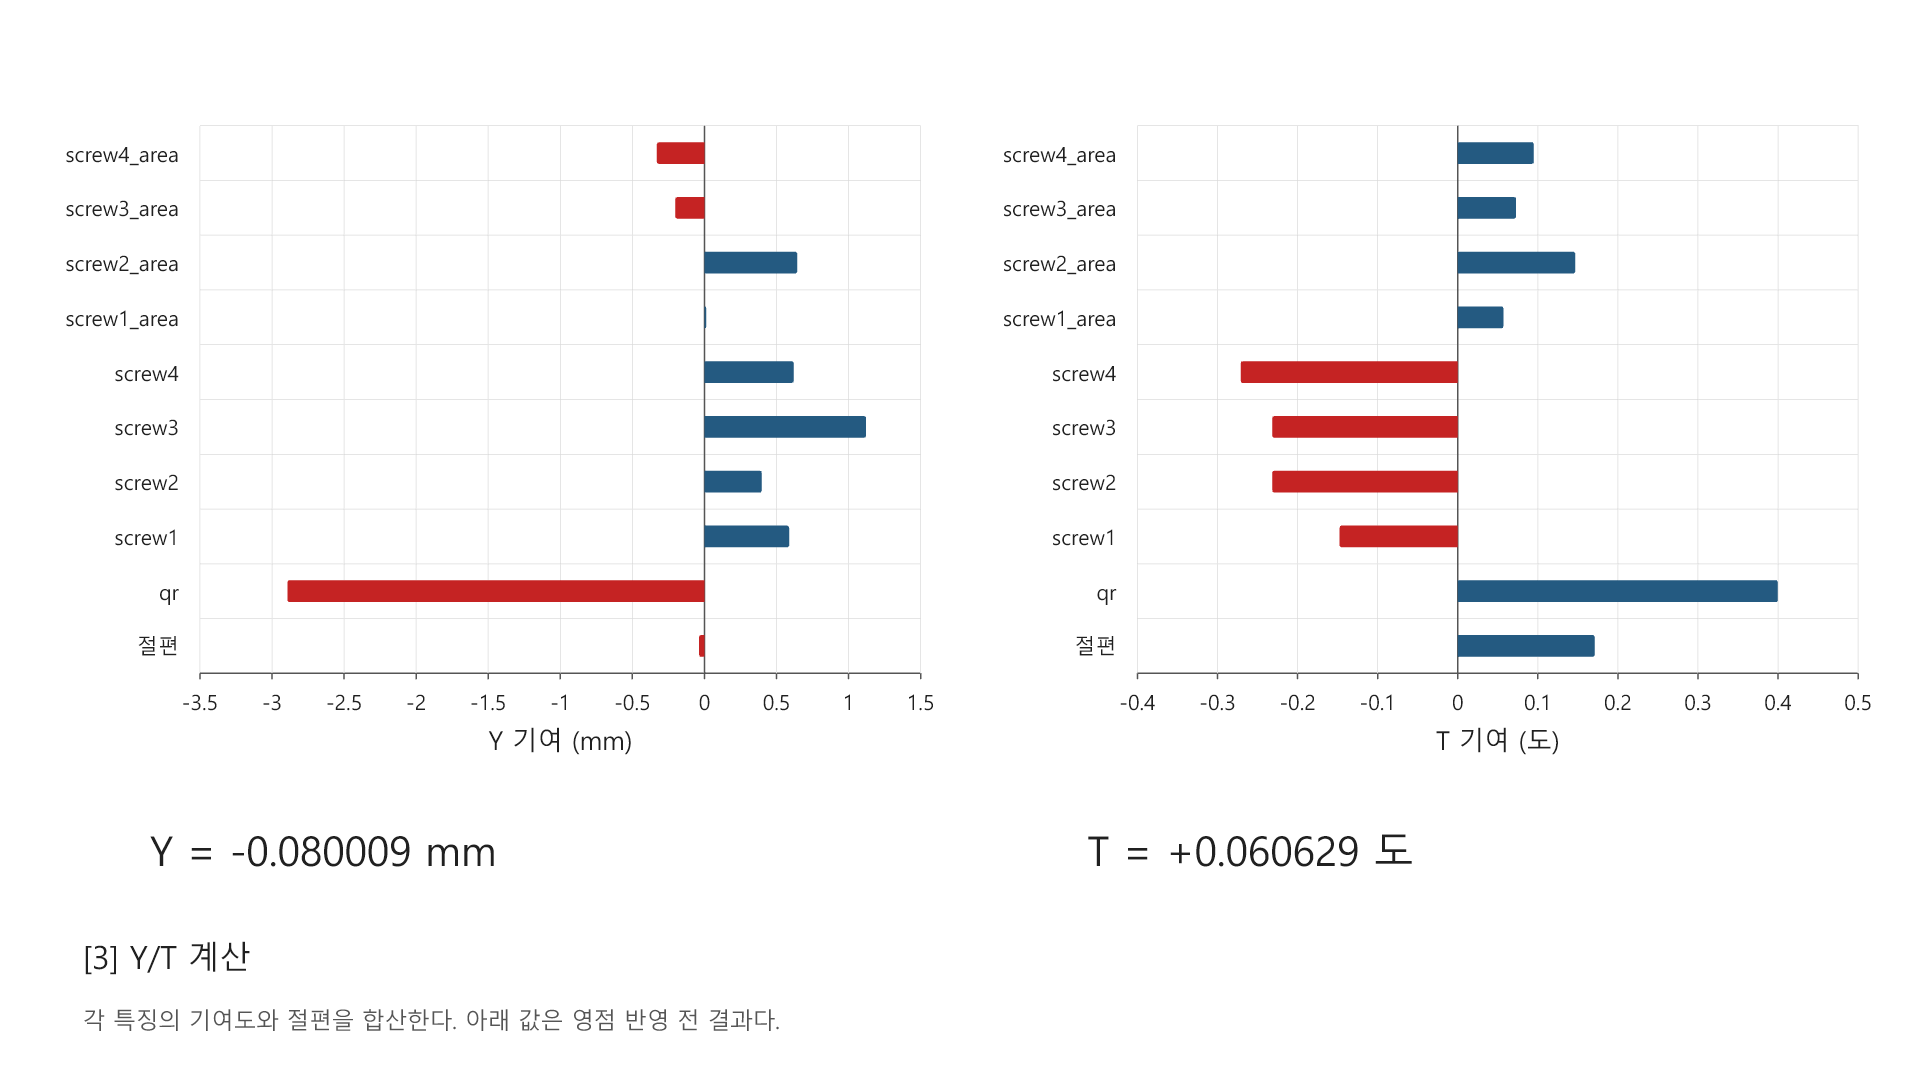 screw4_area
screw3_area
screw2_area
screw1_area
screw4
screw3
screw2
screw1
qr
절편
-3.5 -3 -2.5 -2 -1.5 -1 -0.5 0 0.5 1 1.5
Y 기여 (mm)
screw4_area
screw3_area
screw2_area
screw1_area
screw4
screw3
screw2
screw1
qr
절편
-0.4 -0.3 -0.2 -0.1 0 0.1 0.2 0.3 0.4 0.5
T 기여 (도)
Y = -0.080009 mm
T = +0.060629 도
[3] Y/T 계산
각 특징의 기여도와 절편을 합산한다. 아래 값은 영점 반영 전 결과다.